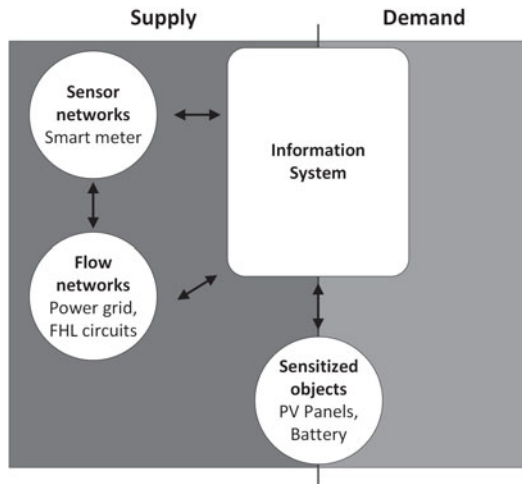 Supply
Demand
Sensor
networks
Smart meter
Information
System
Flow
networks
Power grid,
FHL circuits
Sensitized
objects
PV Panels,
Battery